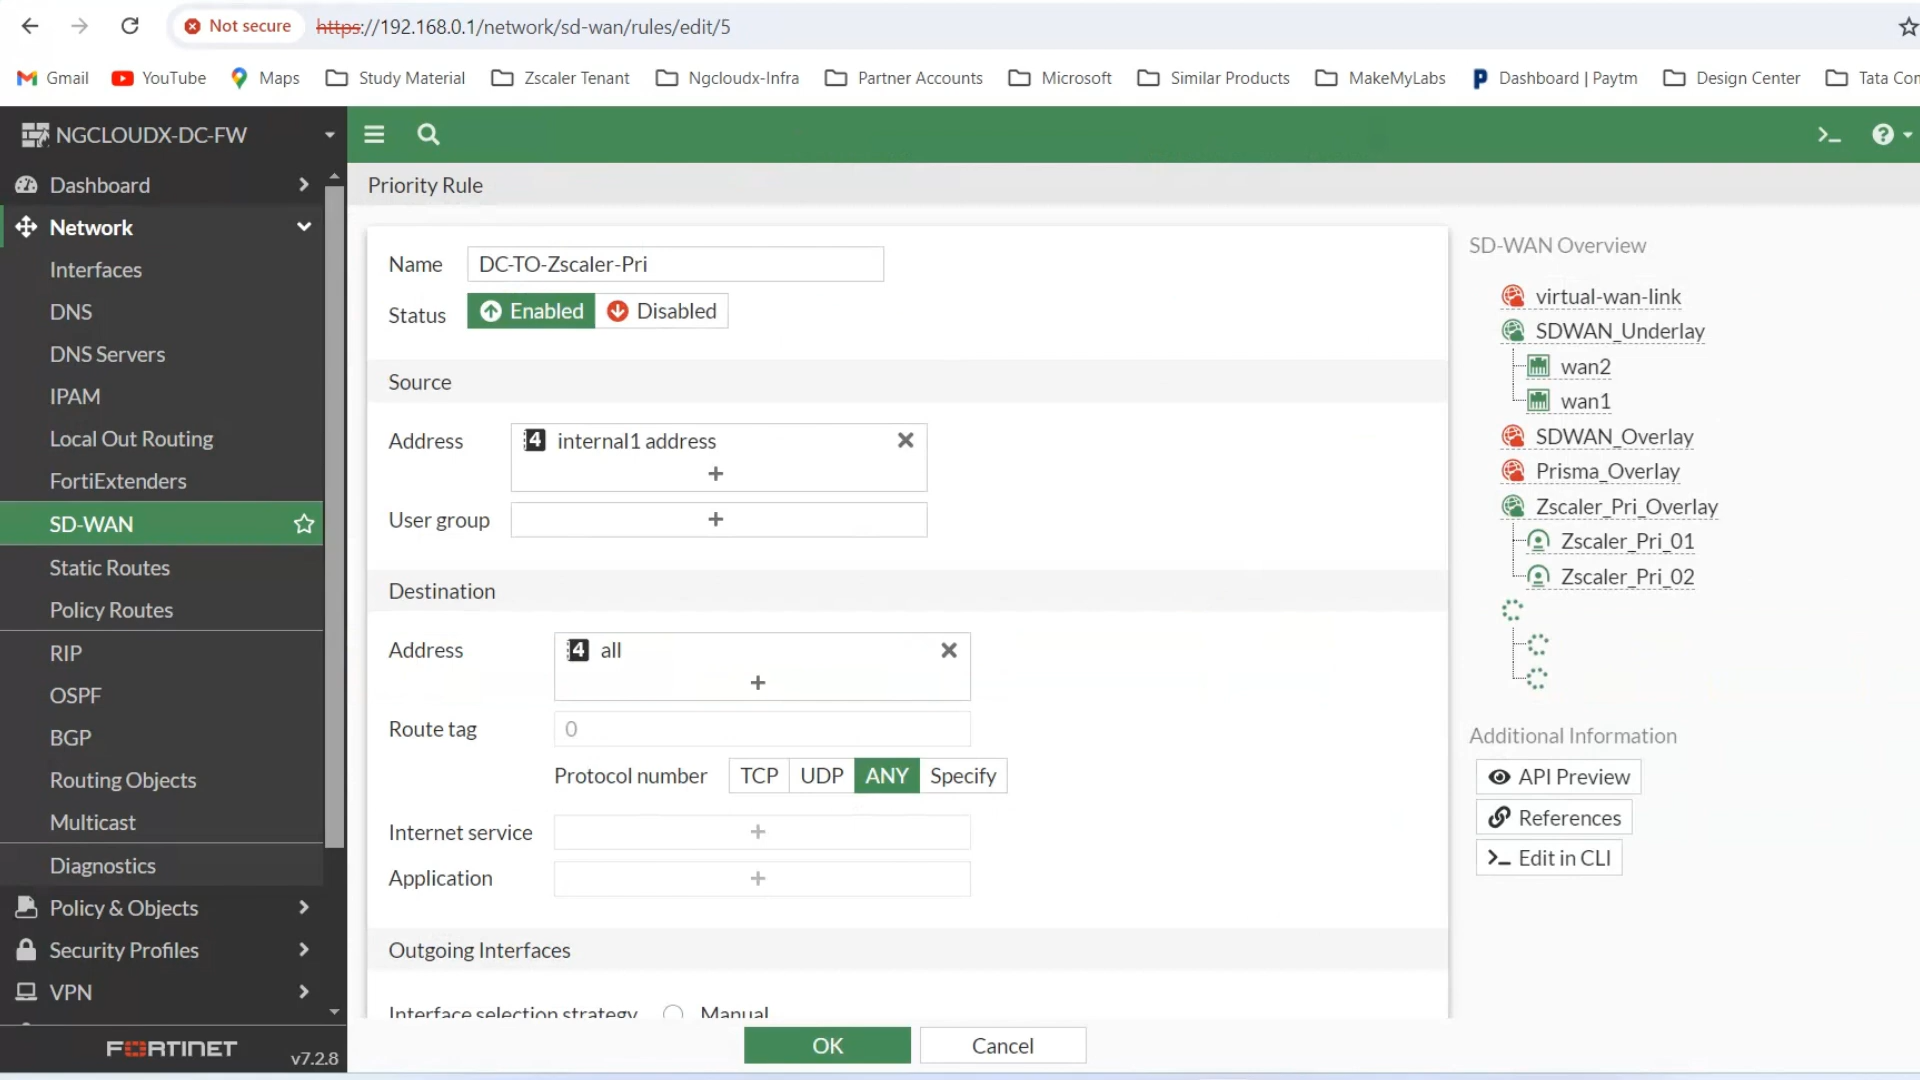 Not secure https://192.168.0.1/network/sd-wan/rules/edit/5
Gmail YouTube Maps Study Material Zscaler Tenant Ngcloudx-Infra Partner Accounts Microsoft Similar Products MakeMyLabs Dashboard | Paytm Design Center Tata Con
NGCLOUDX-DC-FW
Dashboard
Network
Interfaces
DNS
DNS Servers
IPAM
Local Out Routing
FortiExtenders
SD-WAN
Static Routes
Policy Routes
RIP
OSPF
BGP
Routing Objects
Multicast
Diagnostics
Policy & Objects
Security Profiles
VPN
FORTINET
v7.2.8
Priority Rule
Name DC-TO-Zscaler-Pri
Status Enabled Disabled
Source
Address 4 internal1 address
+
User group +
Destination
Address 4 all
+
Route tag 0
Protocol number TCP UDP ANY Specify
Internet service +
Application +
Outgoing Interfaces
Interface selection strategy Manual
OK Cancel
SD-WAN Overview
virtual-wan-link
SDWAN_Underlay
wan2
wan1
SDWAN_Overlay
Prisma_Overlay
Zscaler_Pri_Overlay
Zscaler_Pri_01
Zscaler_Pri_02
Additional Information
API Preview
References
>_ Edit in CLI